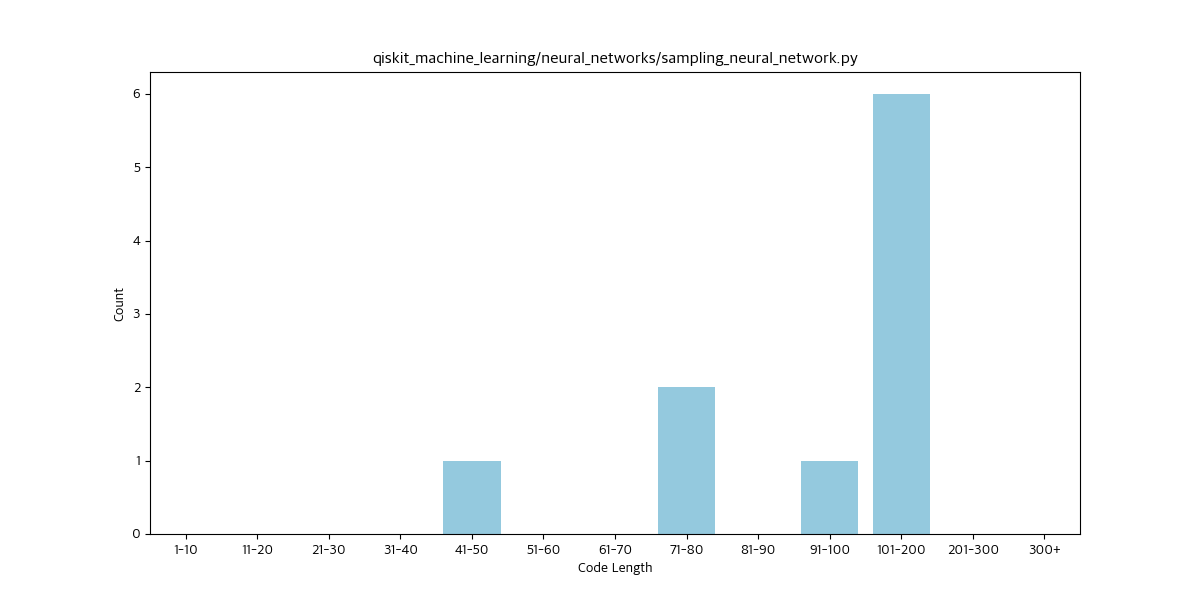 qiskit_machine_learning/neural_networks/sampling_neural_network.py
Count
6
5
4
3
2
1
0
1-10 11-20 21-30 31-40 41-50 51-60 61-70 71-80 81-90 91-100 101-200 201-300 300+
Code Length